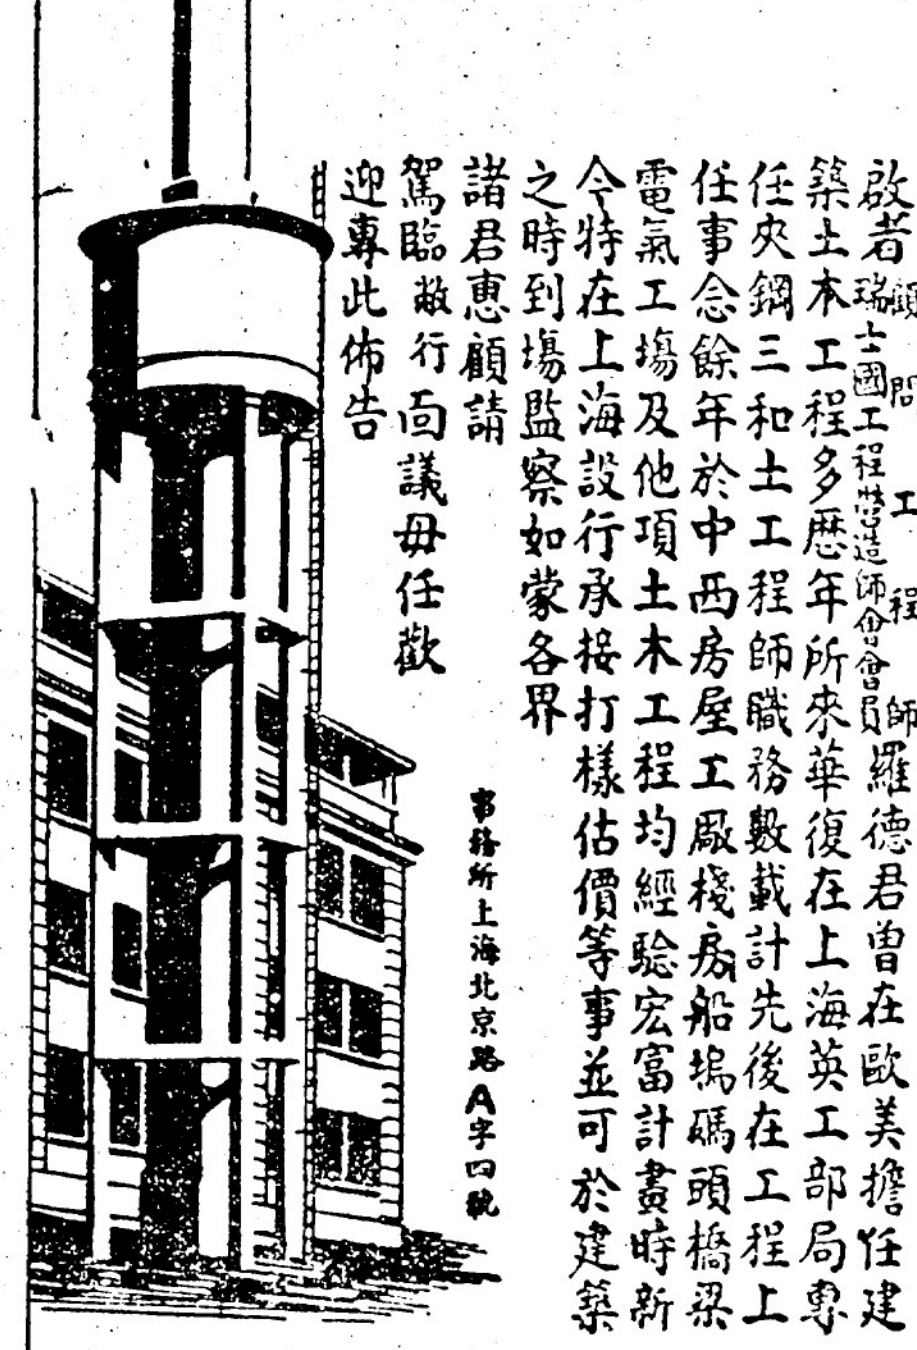 啟者
顧問工程師
瑞士國工程營造師會會員
羅德君曾在歐美擔任建
築土木工程多歷年所來華復在上海英工部局專
任夾鋼三和土工程師職務數載計先後在工程上
任事念餘年於中西房屋工厰棧房船塢碼頭橋梁
電氣工塲及他項土木工程均經驗宏富計畫時新
今特在上海設行承接打樣估價等事並可於建築
之時到塲監察如蒙各界
諸君惠顧請
駕臨敝行面議毋任歡
迎專此佈告
事務所上海北京路A字四號